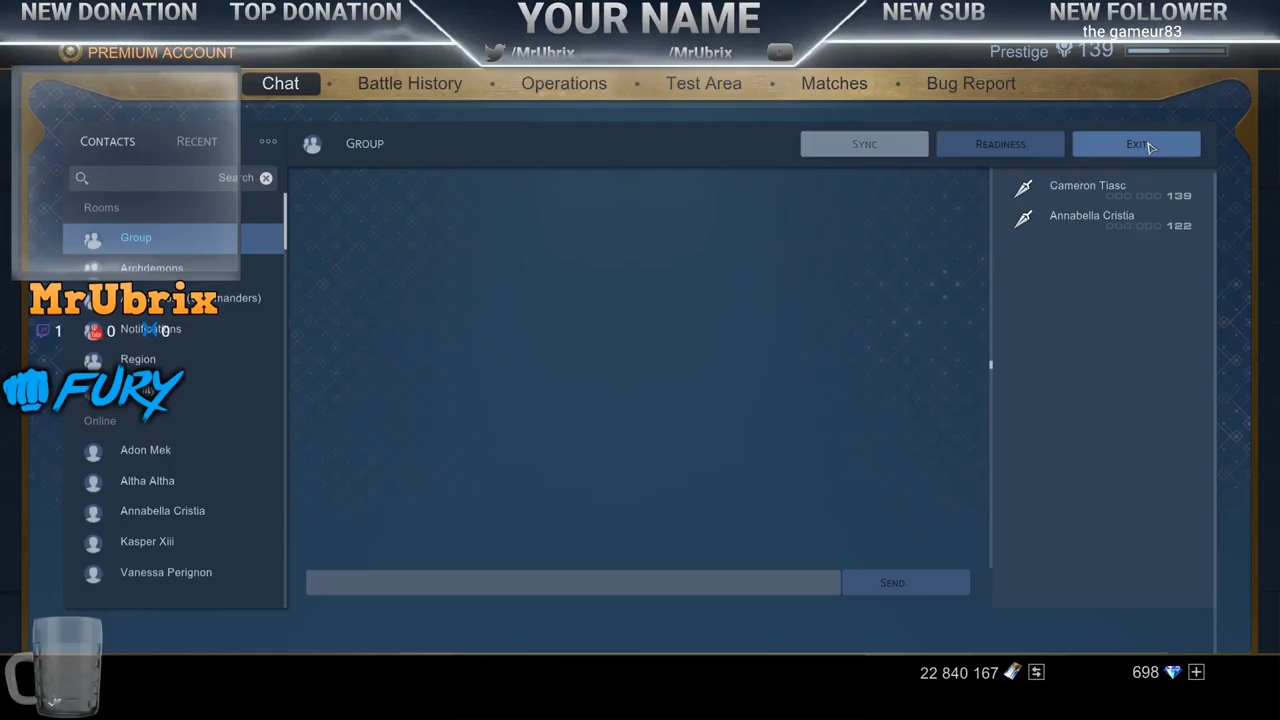 NEW DONATION
TOP DONATION
YOUR NAME
NEW SUB
NEW FOLLOWER
the gameur83
PREMIUM ACCOUNT
/MrUbrix
/MrUbrix
Prestige 139
Chat • Battle History • Operations • Test Area • Matches • Bug Report
CONTACTS
RECENT
GROUP
SYNC
READINESS
EXIT
Search
Rooms
Group
Archdemons
Notifications
Region
Online
Adon Mek
Altha Altha
Annabella Cristia
Kasper Xiii
Vanessa Perignon
MrUbrix
1 0 0
FURY
Cameron Tiasc
139
Annabella Cristia
122
SEND
22 840 167
698